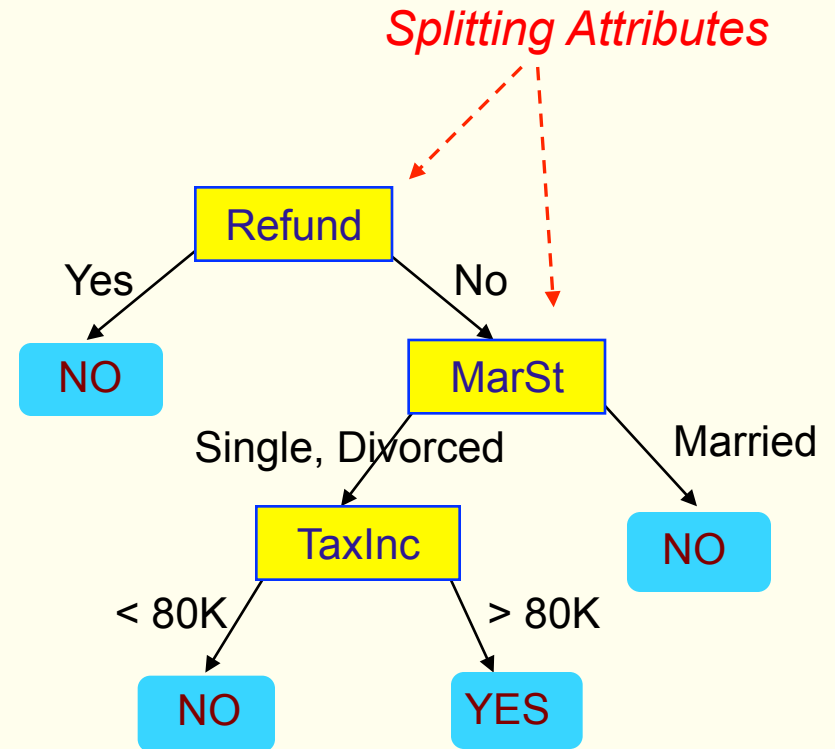 Splitting Attributes
Refund
Yes
No
NO
MarSt
Single, Divorced
Married
TaxInc
NO
< 80K
> 80K
NO
YES